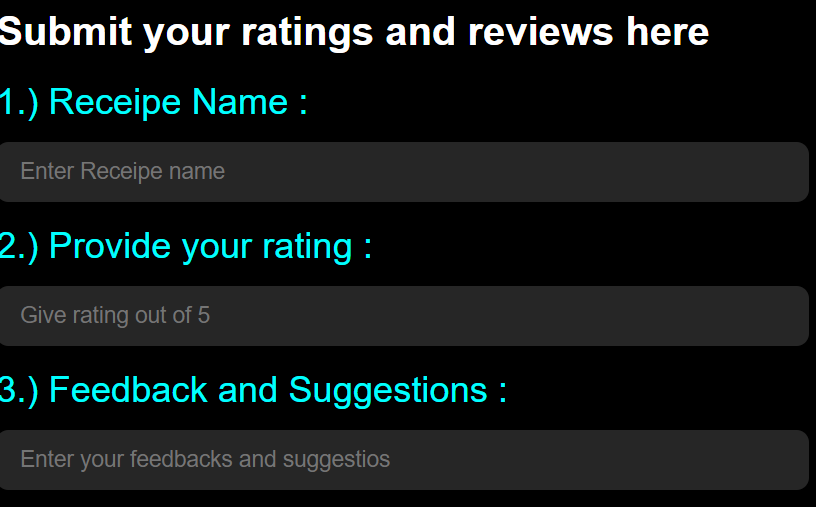 Submit your ratings and reviews here
1.) Receipe Name :
Enter Receipe name
2.) Provide your rating :
Give rating out of 5
3.) Feedback and Suggestions :
Enter your feedbacks and suggestios